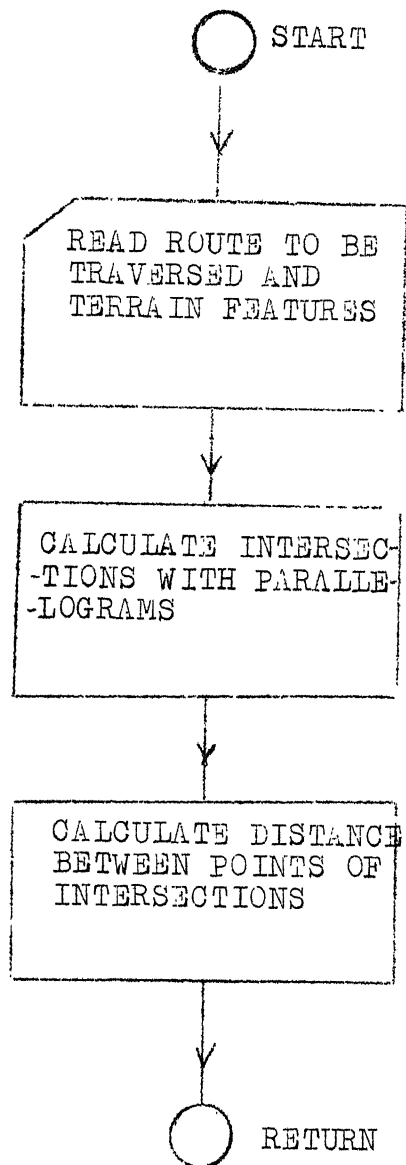 START
READ ROUTE TO BE
TRAVERSED AND
TERRAIN FEATURES
CALCULATE INTERSEC-
-TIONS WITH PARALLE-
-LOGRAMS
CALCULATE DISTANCE
BETWEEN POINTS OF
INTERSECTIONS
RETURN